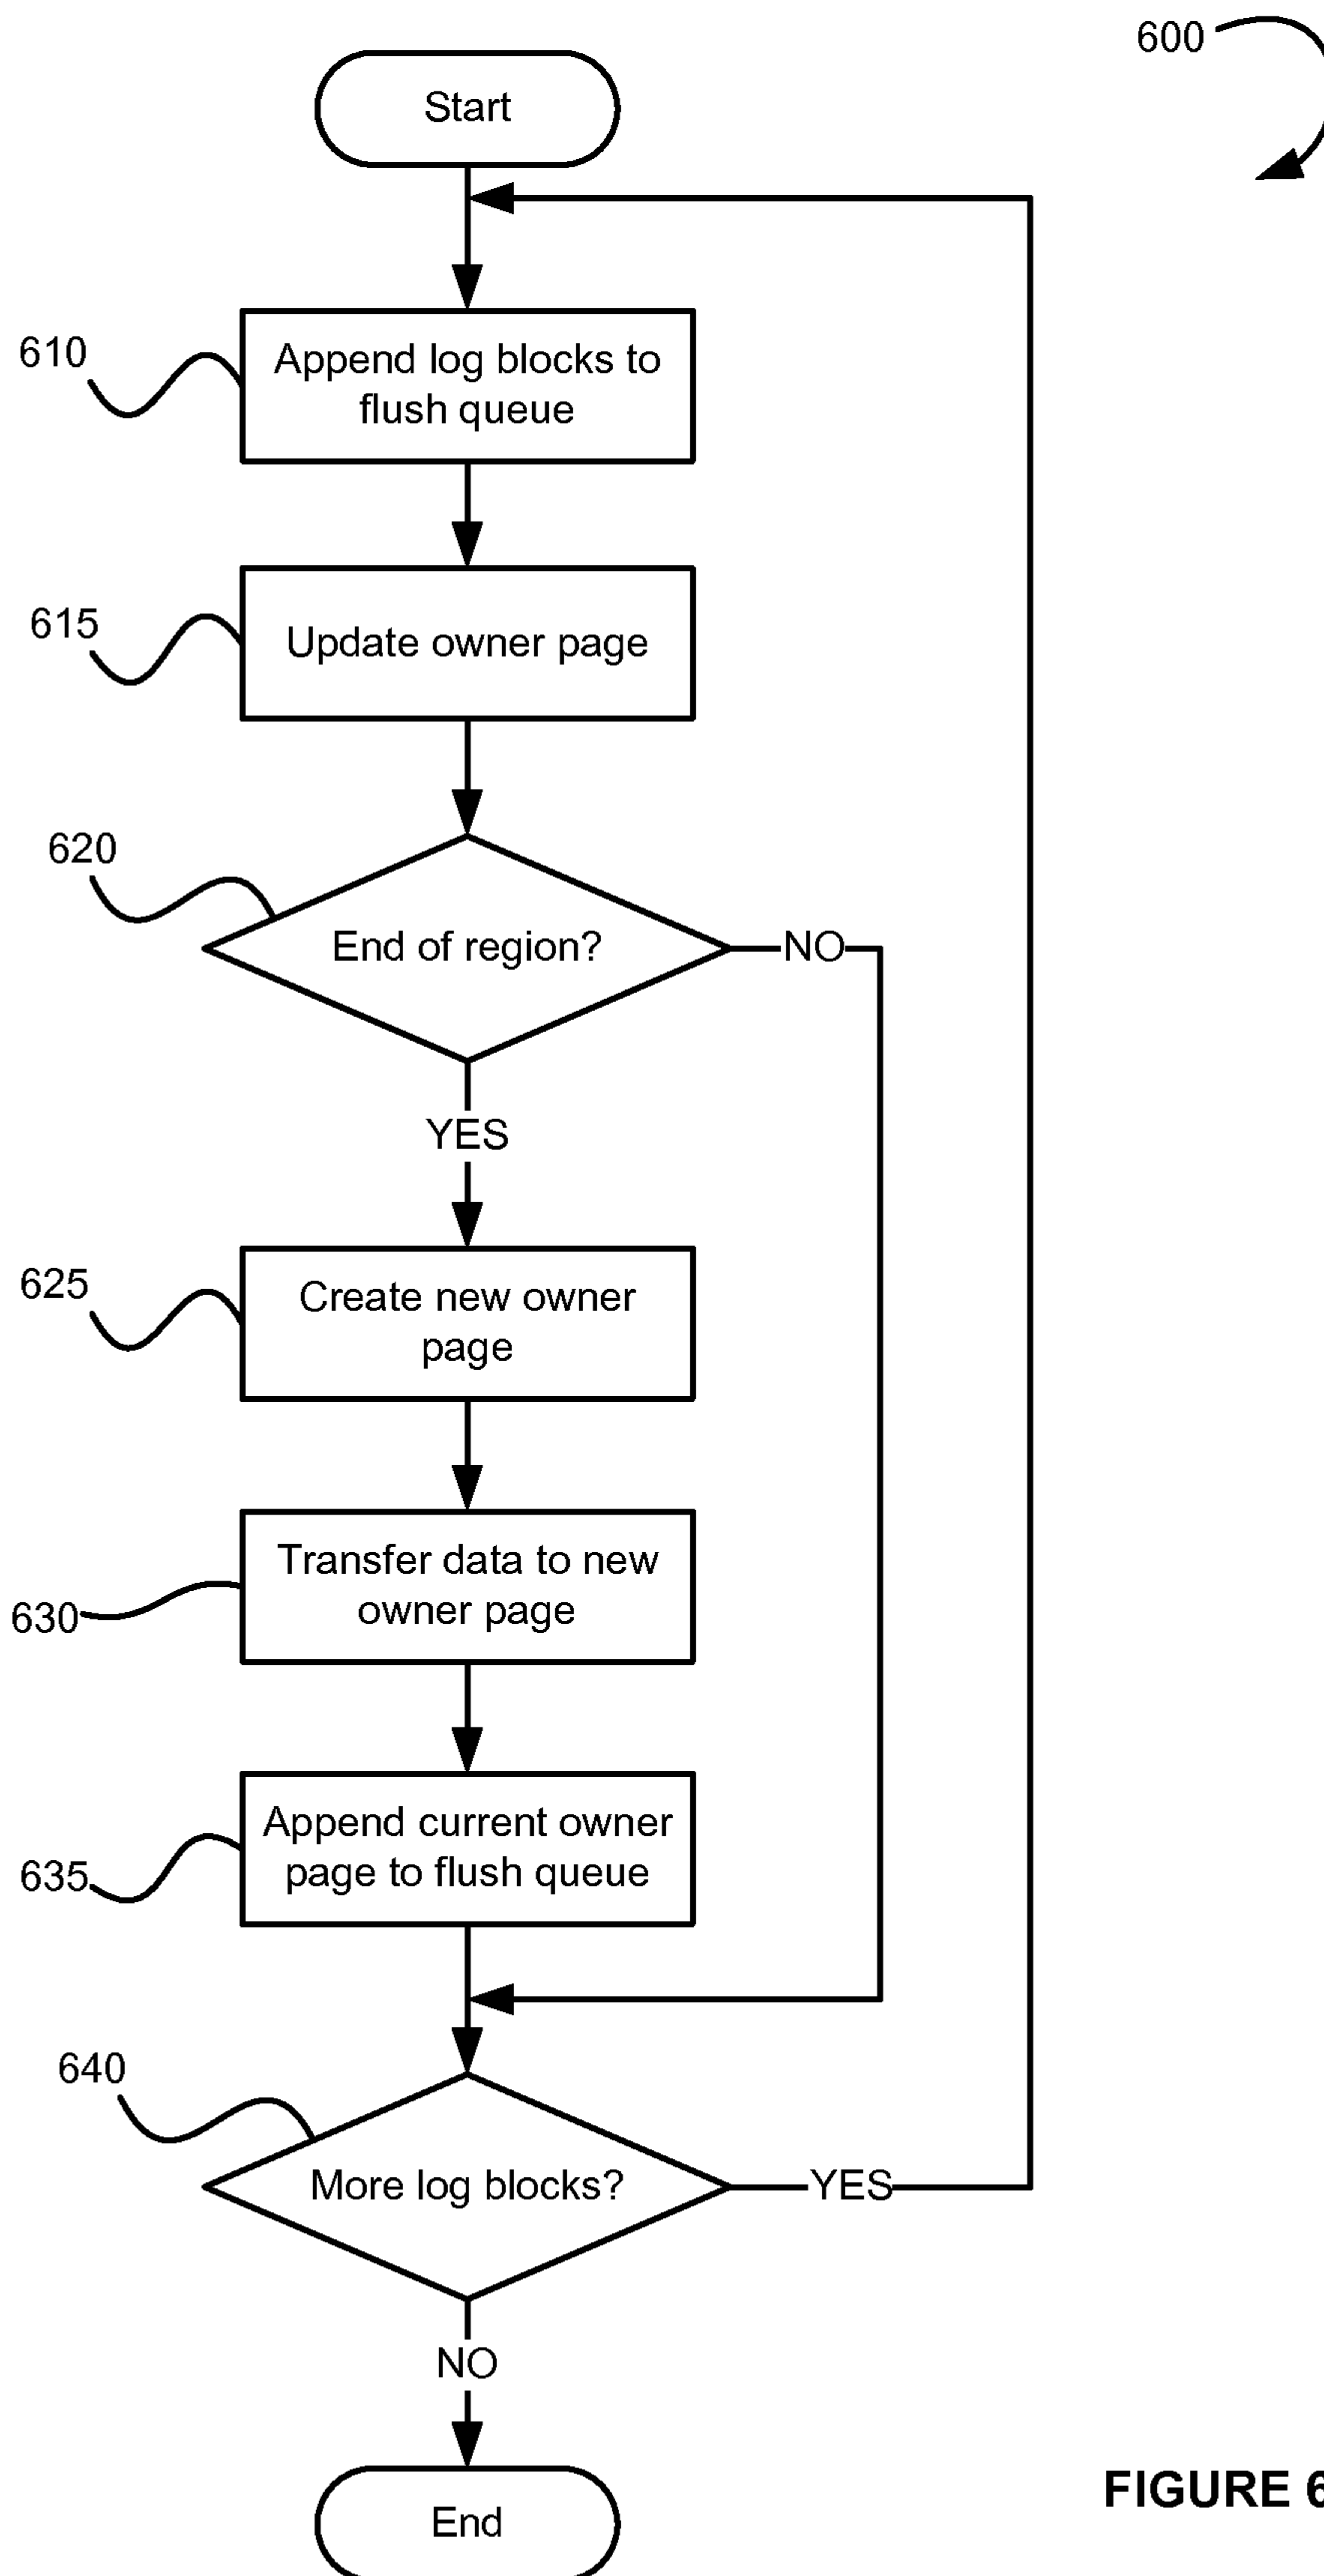 600
Start
610
Append log blocks to
flush queue
615
Update owner page
620
End of region?
NO
YES
625
Create new owner
page
630
Transfer data to new
owner page
635
Append current owner
page to flush queue
640
More log blocks?
YES
NO
End
FIGURE 6